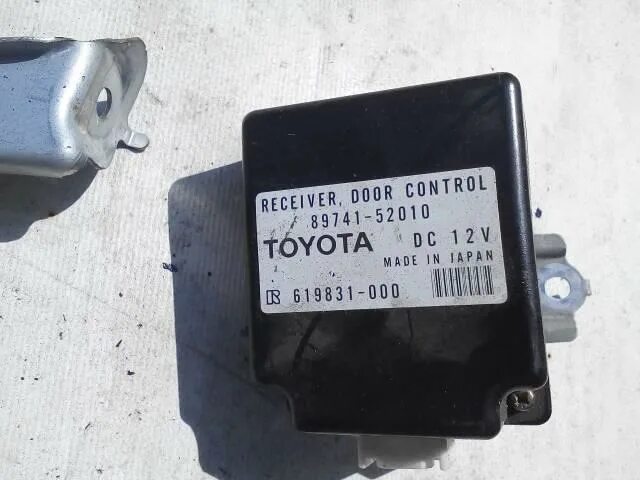 RECEIVER, DOOR CONTROL
89741-52010
TOYOTA DC 12V
MADE IN JAPAN
R 619831-000